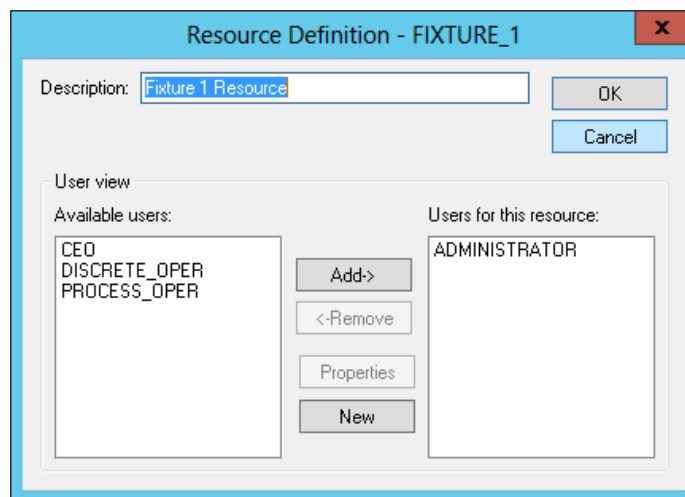 Resource Definition - FIXTURE_1
x
Description: Fixture 1 Resource
OK
Cancel
User view
Available users:
Users for this resource:
CEO
DISCRETE_OPER
PROCESS_OPER
Add->
<-Remove
Properties
New
ADMINISTRATOR